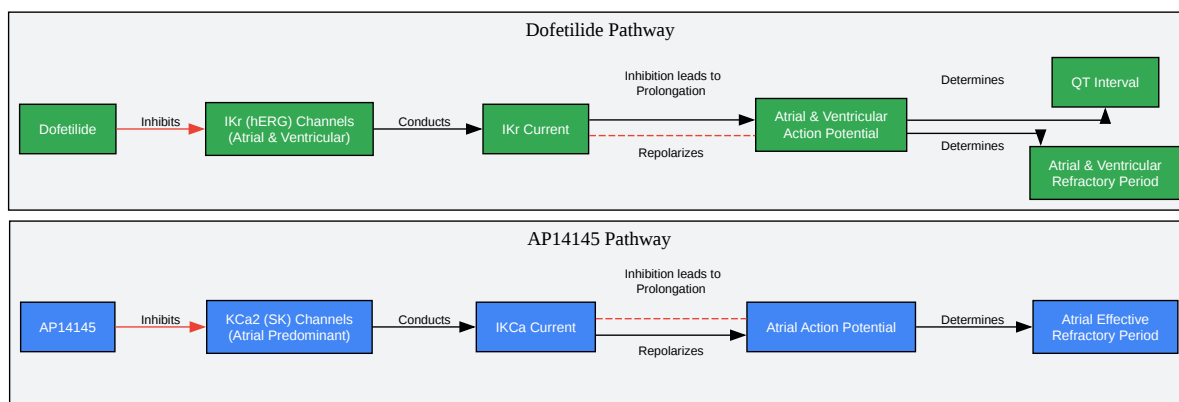 Dofetilide Pathway
Inhibition leads to
Prolongation
Determines
QT Interval
Dofetilide
Inhibits
IKr (hERG) Channels
(Atrial & Ventricular)
Conducts
IKr Current
Repolarizes
Atrial & Ventricular
Action Potential
Determines
Atrial & Ventricular
Refractory Period
AP14145 Pathway
Inhibition leads to
Prolongation
AP14145
Inhibits
KCa2 (SK) Channels
(Atrial Predominant)
Conducts
IKCa Current
Repolarizes
Atrial Action Potential
Determines
Atrial Effective
Refractory Period